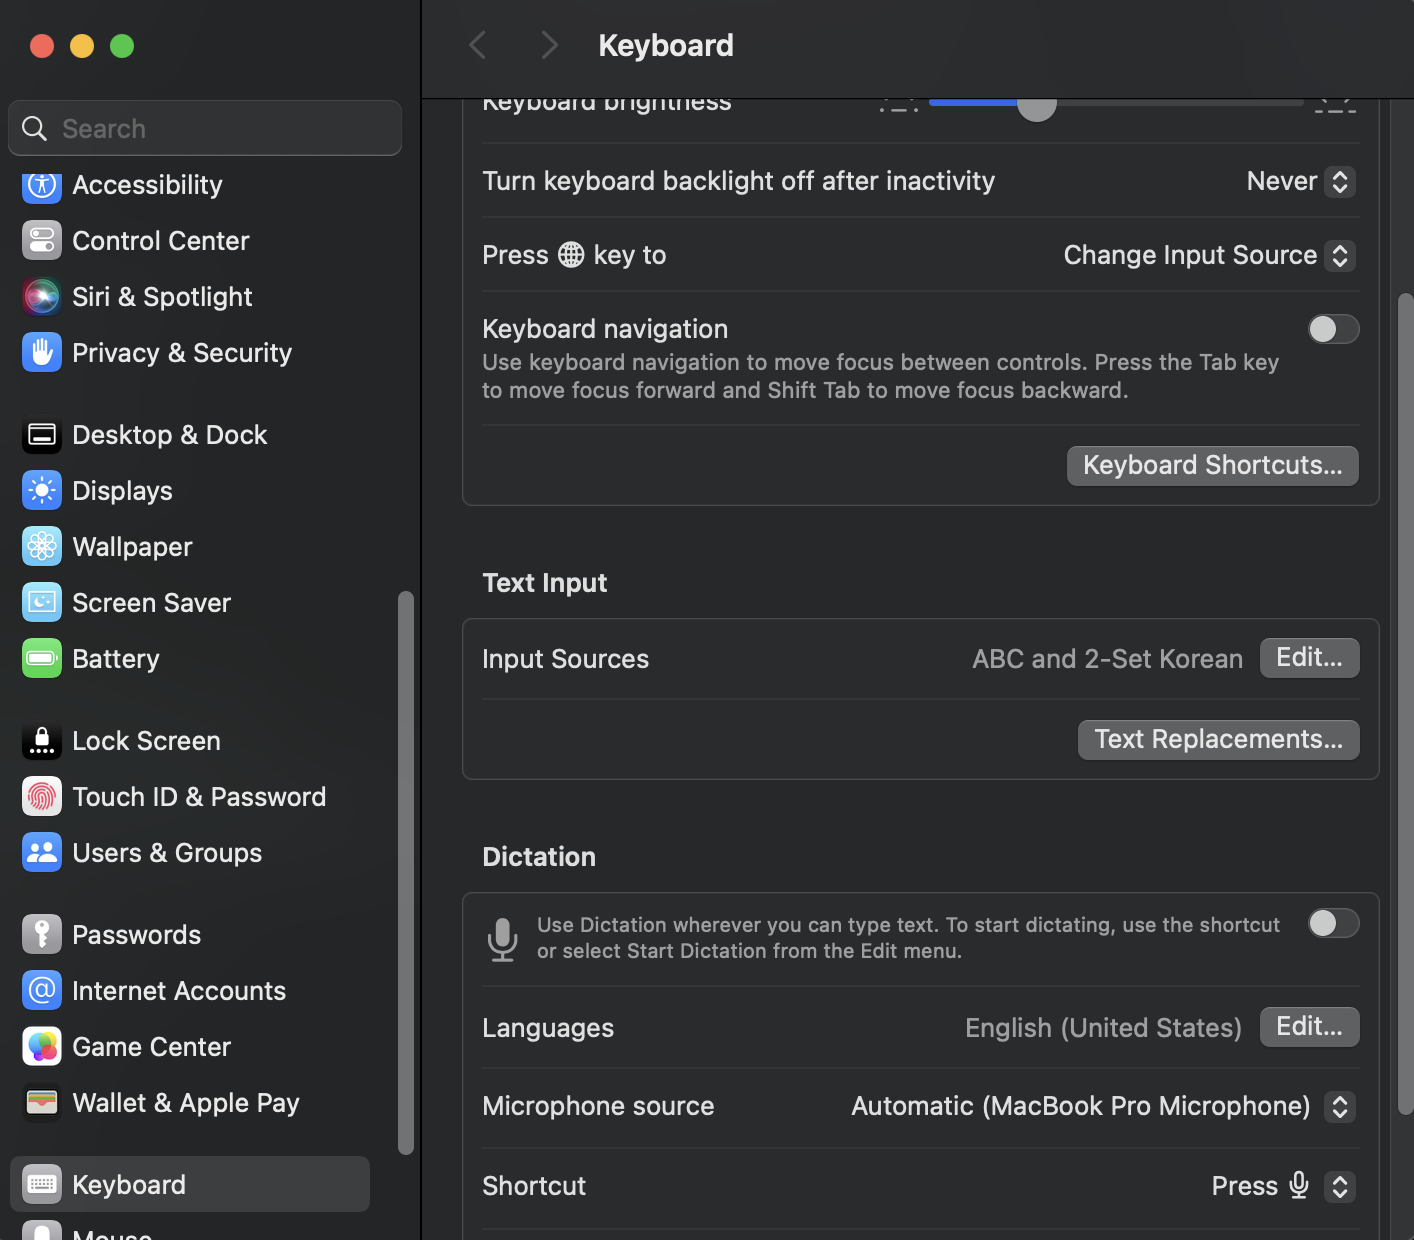 Keyboard
Search
Accessibility
Control Center
Siri & Spotlight
Privacy & Security
Desktop & Dock
Displays
Wallpaper
Screen Saver
Battery
Lock Screen
Touch ID & Password
Users & Groups
Passwords
Internet Accounts
Game Center
Wallet & Apple Pay
Keyboard
Mouse
Keyboard brightness
Turn keyboard backlight off after inactivity Never
Press key to Change Input Source
Keyboard navigation
Use keyboard navigation to move focus between controls. Press the Tab key
to move focus forward and Shift Tab to move focus backward.
Keyboard Shortcuts...
Text Input
Input Sources ABC and 2-Set Korean Edit...
Text Replacements...
Dictation
Use Dictation wherever you can type text. To start dictating, use the shortcut
or select Start Dictation from the Edit menu.
Languages English (United States) Edit...
Microphone source Automatic (MacBook Pro Microphone)
Shortcut Press